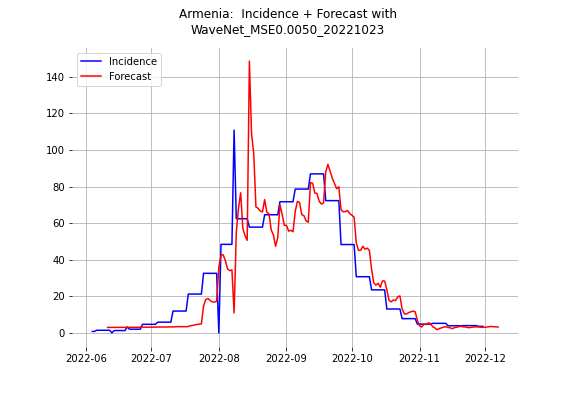 Armenia:  Incidence + Forecast with
WaveNet_MSE0.0050_20221023
Incidence
Forecast
140
120
100
80
60
40
20
0
2022-06 2022-07 2022-08 2022-09 2022-10 2022-11 2022-12